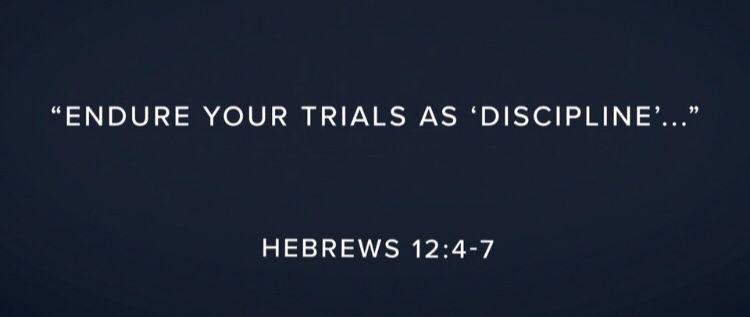 “ENDURE YOUR TRIALS AS ‘DISCIPLINE’...”
HEBREWS 12:4-7